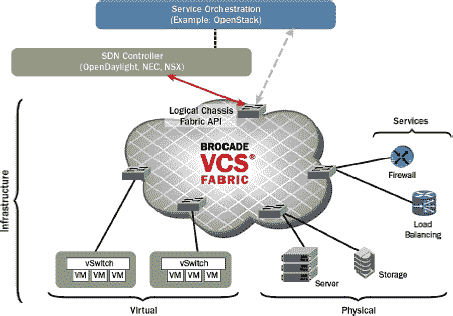 Service Orchestration
(Example: OpenStack)
SDN Controller
(OpenDaylight, NEC, NSX)
Logical Chassis
Fabric API
BROCADE
VCS®
FABRIC
Services
Firewall
Load
Balancing
Infrastructure
vSwitch
VM VM VM
vSwitch
VM VM VM
Server
Storage
Virtual
Physical